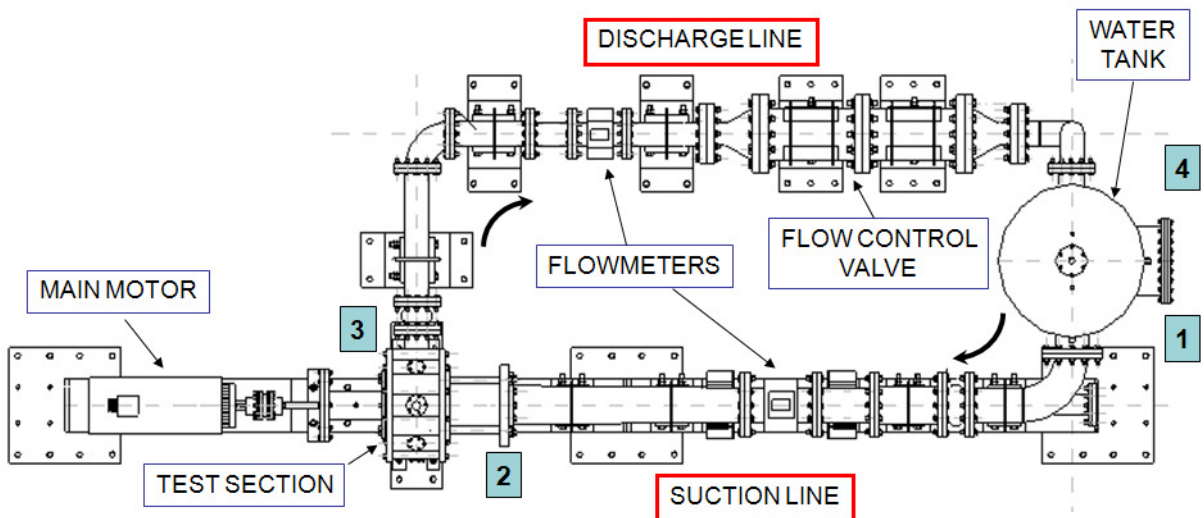 DISCHARGE LINE
WATER
TANK
4
FLOWMETERS
FLOW CONTROL
VALVE
MAIN MOTOR
3
1
TEST SECTION
2
SUCTION LINE